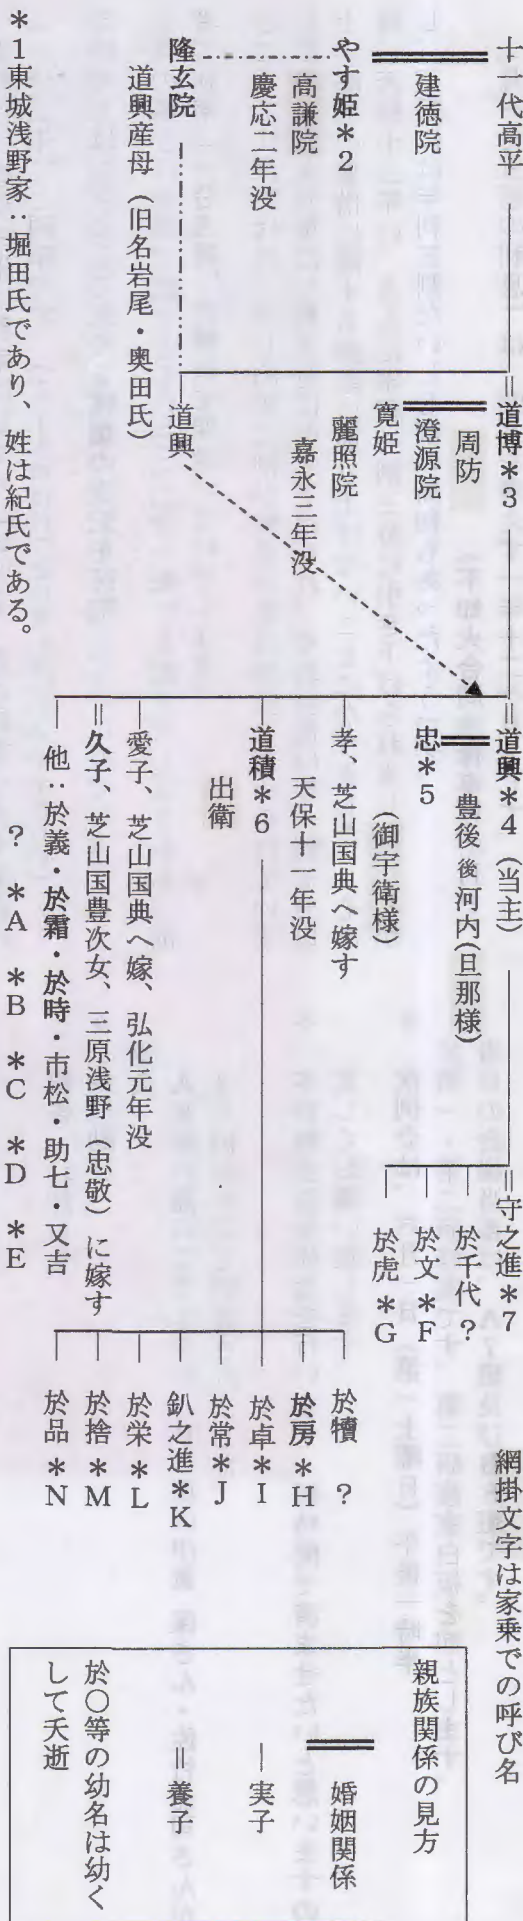 網掛文字は家乗での呼び名
十一代高平
建徳院
やす姫*2
高謙院
慶応二年没
隆玄院
道興産母(旧名岩尾・奥田氏)
=道博*3
周防
澄源院
寛姫
麗照院
嘉永三年没
道興
=道興*4(当主)
豊後 後 河内(旦那様)
忠*5
(御宇衛様)
孝、芝山国典へ嫁す
天保十一年没
道積*6
出衛
愛子、芝山国典へ嫁、弘化元年没
=久子、芝山国豊次女、三原浅野(忠敬)に嫁す
他:於義・於霜・於時・市松・助七・又吉
? *A *B *C *D *E
=守之進*7
於千代 ?
於文*F
於虎*G
於犢 ?
於房*H
於卓*I
於常*J
釟之進*K
於栄*L
於捨*M
於品*N
親族関係の見方
婚姻関係
―実子
=養子
於〇等の幼名は幼く
して夭逝
*1東城浅野家:堀田氏であり、姓は紀氏である。